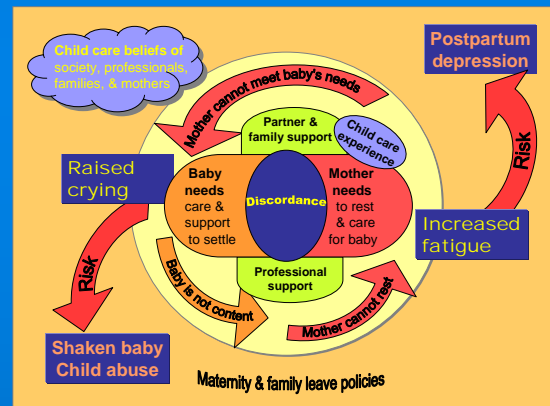 Child care beliefs of
society, professionals,
families, & mothers
Postpartum
depression
Mother cannot meet baby's needs
Partner &
family support
Child care
experience
Risk
Raised
crying
Baby
needs
care &
support
to settle
Discordance
Mother
needs
to rest
& care
for baby
Increased
fatigue
Risk
Baby is not content
Professional
support
Mother cannot rest
Shaken baby
Child abuse
Maternity & family leave policies